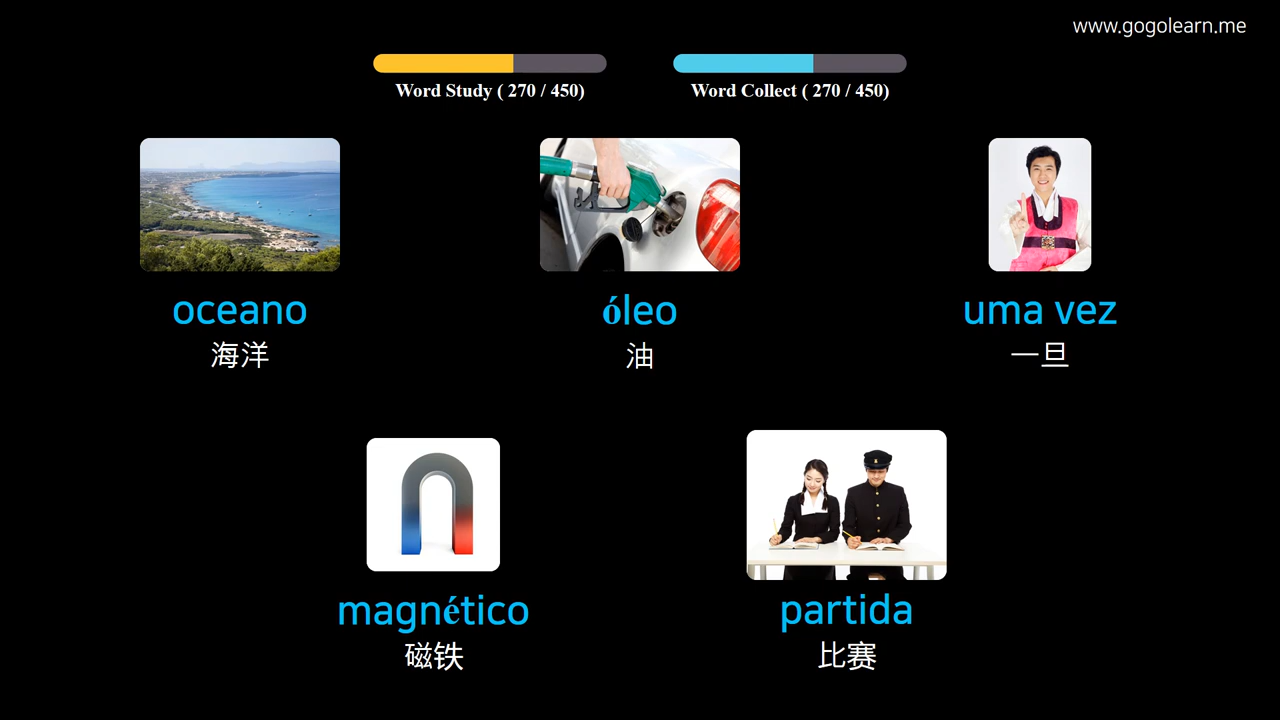 www.gogolearn.me
Word Study ( 270 / 450)
Word Collect ( 270 / 450)
oceano
海洋
óleo
油
uma vez
一旦
magnético
磁铁
partida
比赛